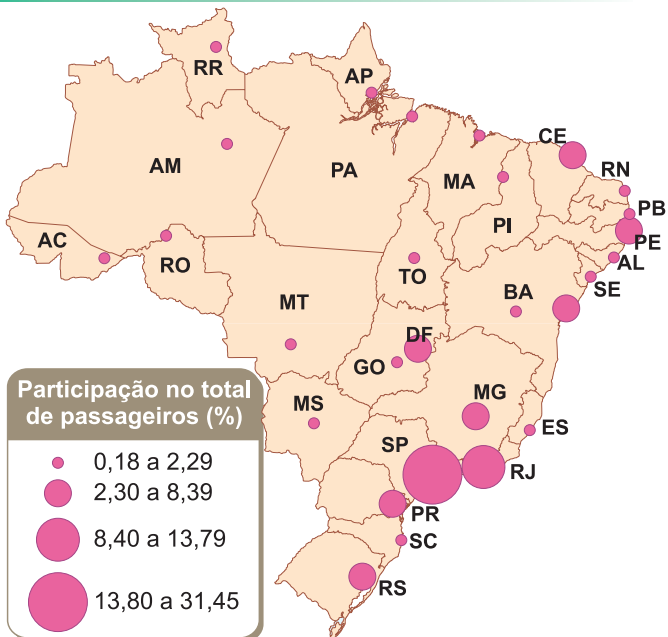 RR
AP
CE
RN
AM
PA
MA
PB
PI
PE
AC
AL
RO
TO
SE
BA
MT
DF
GO
MG
MS
ES
SP
RJ
PR
SC
RS
Participação no total
de passageiros (%)
0,18 a 2,29
2,30 a 8,39
8,40 a 13,79
13,80 a 31,45